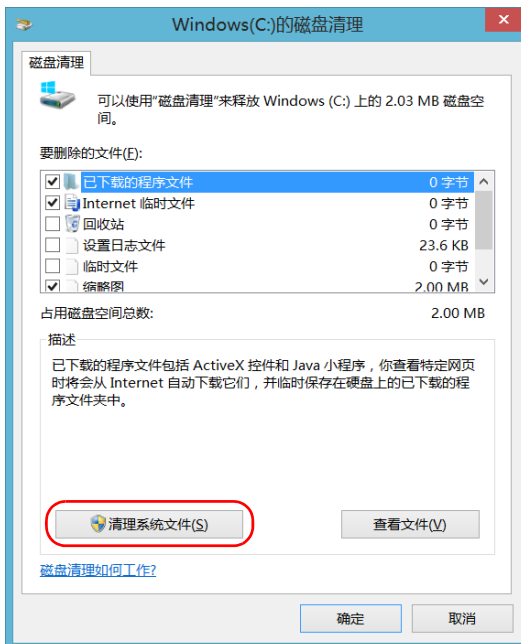 Windows(C:)的磁盘清理
磁盘清理
可以使用“磁盘清理”来释放 Windows (C:) 上的 2.03 MB 磁盘空
间。
要删除的文件(F):
已下载的程序文件 0 字节
Internet 临时文件 0 字节
回收站 0 字节
设置日志文件 23.6 KB
临时文件 0 字节
缩略图 2.00 MB
占用磁盘空间总数: 2.00 MB
描述
已下载的程序文件包括 ActiveX 控件和 Java 小程序，你查看特定网页
时将会从 Internet 自动下载它们，并临时保存在硬盘上的已下载的程
序文件夹中。
清理系统文件(S) 查看文件(V)
磁盘清理如何工作?
确定 取消